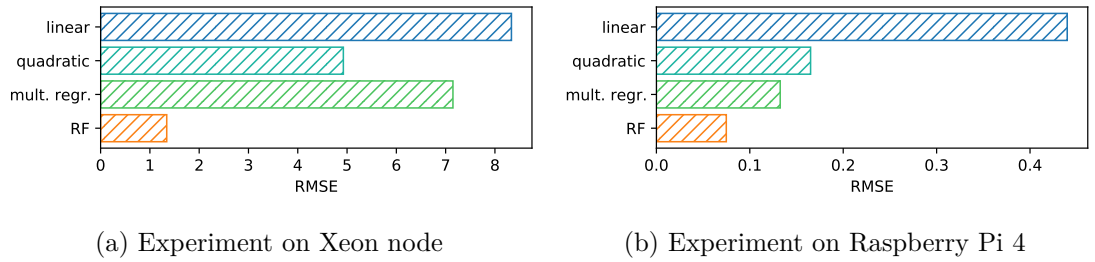 linear
quadratic
mult. regr.
RF
0 1 2 3 4 5 6 7 8
RMSE
(a) Experiment on Xeon node
linear
quadratic
mult. regr.
RF
0.0 0.1 0.2 0.3 0.4
RMSE
(b) Experiment on Raspberry Pi 4